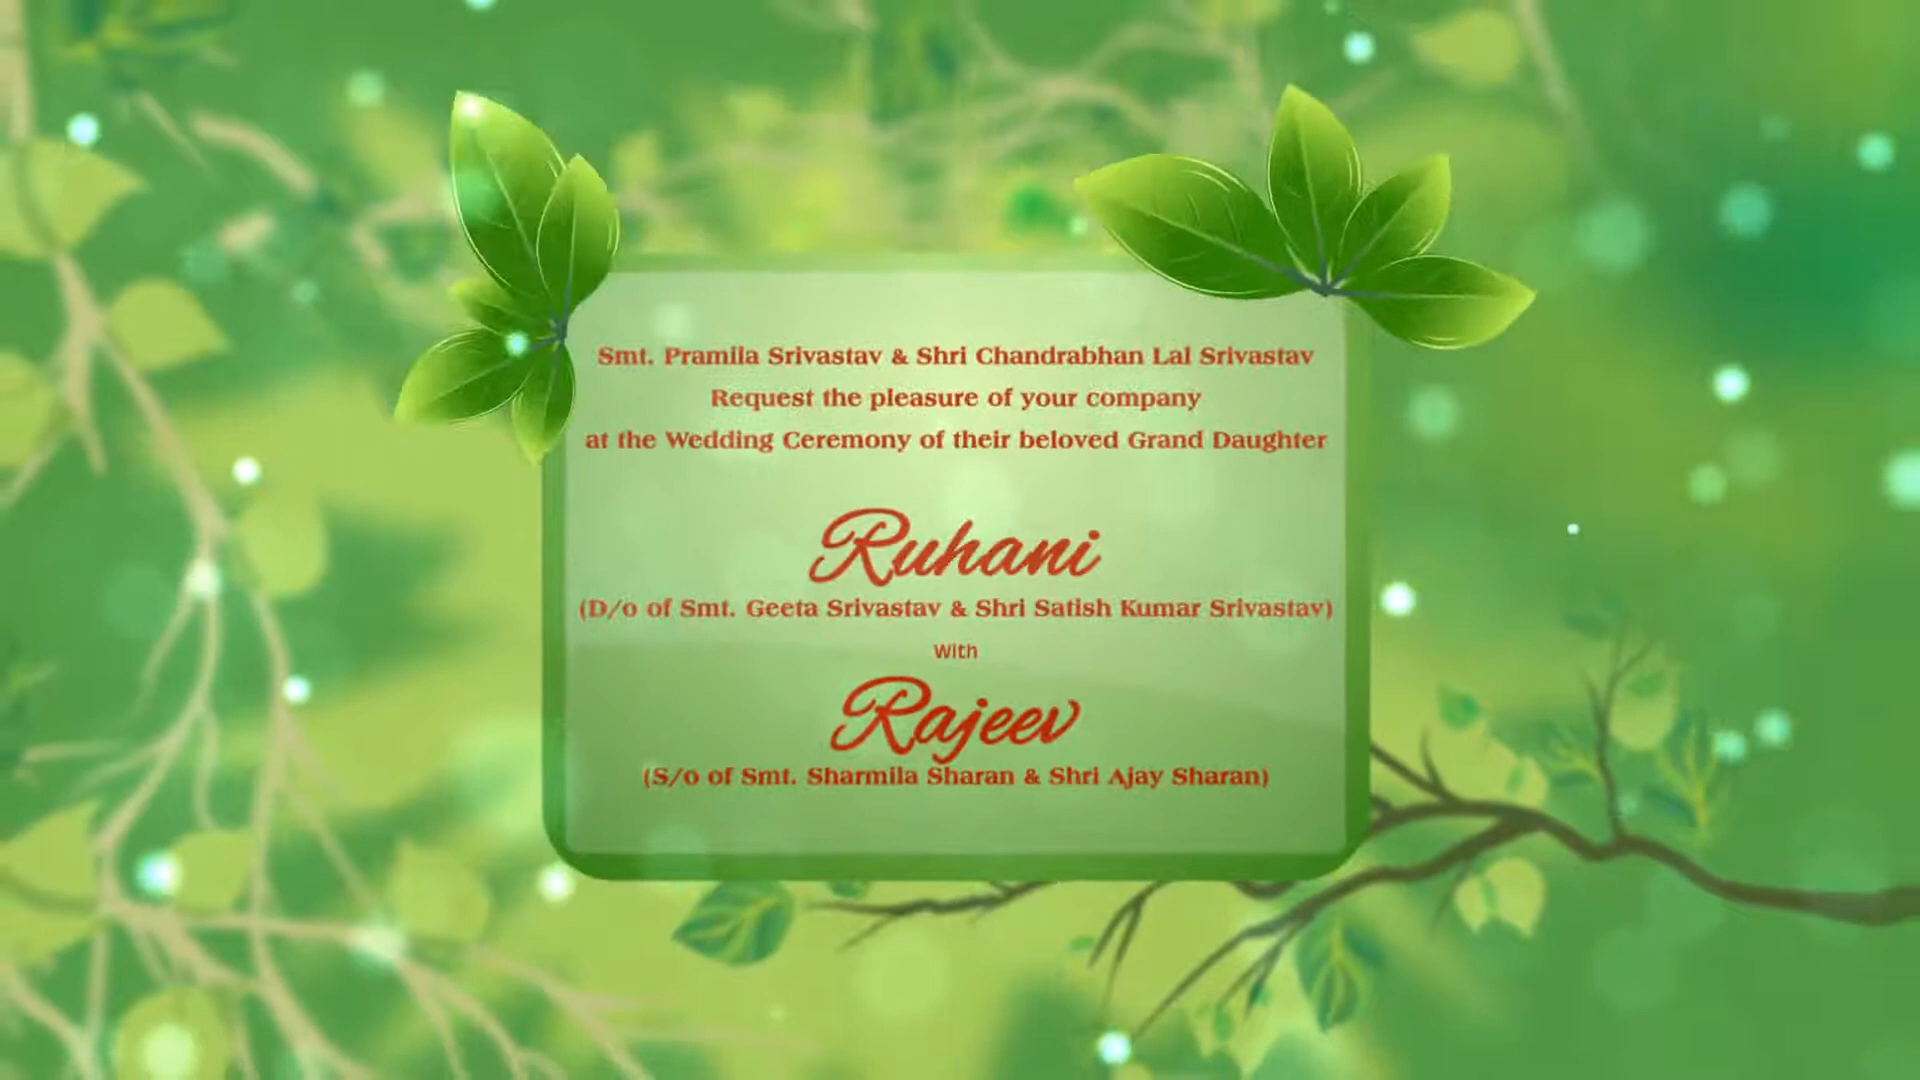 Smt. Pramila Srivastav & Shri Chandrabhan Lal Srivastav
Request the pleasure of your company
at the Wedding Ceremony of their beloved Grand Daughter
Ruhani
(D/o of Smt. Geeta Srivastav & Shri Satish Kumar Srivastav)
with
Rajeev
(S/o of Smt. Sharmila Sharan & Shri Ajay Sharan)